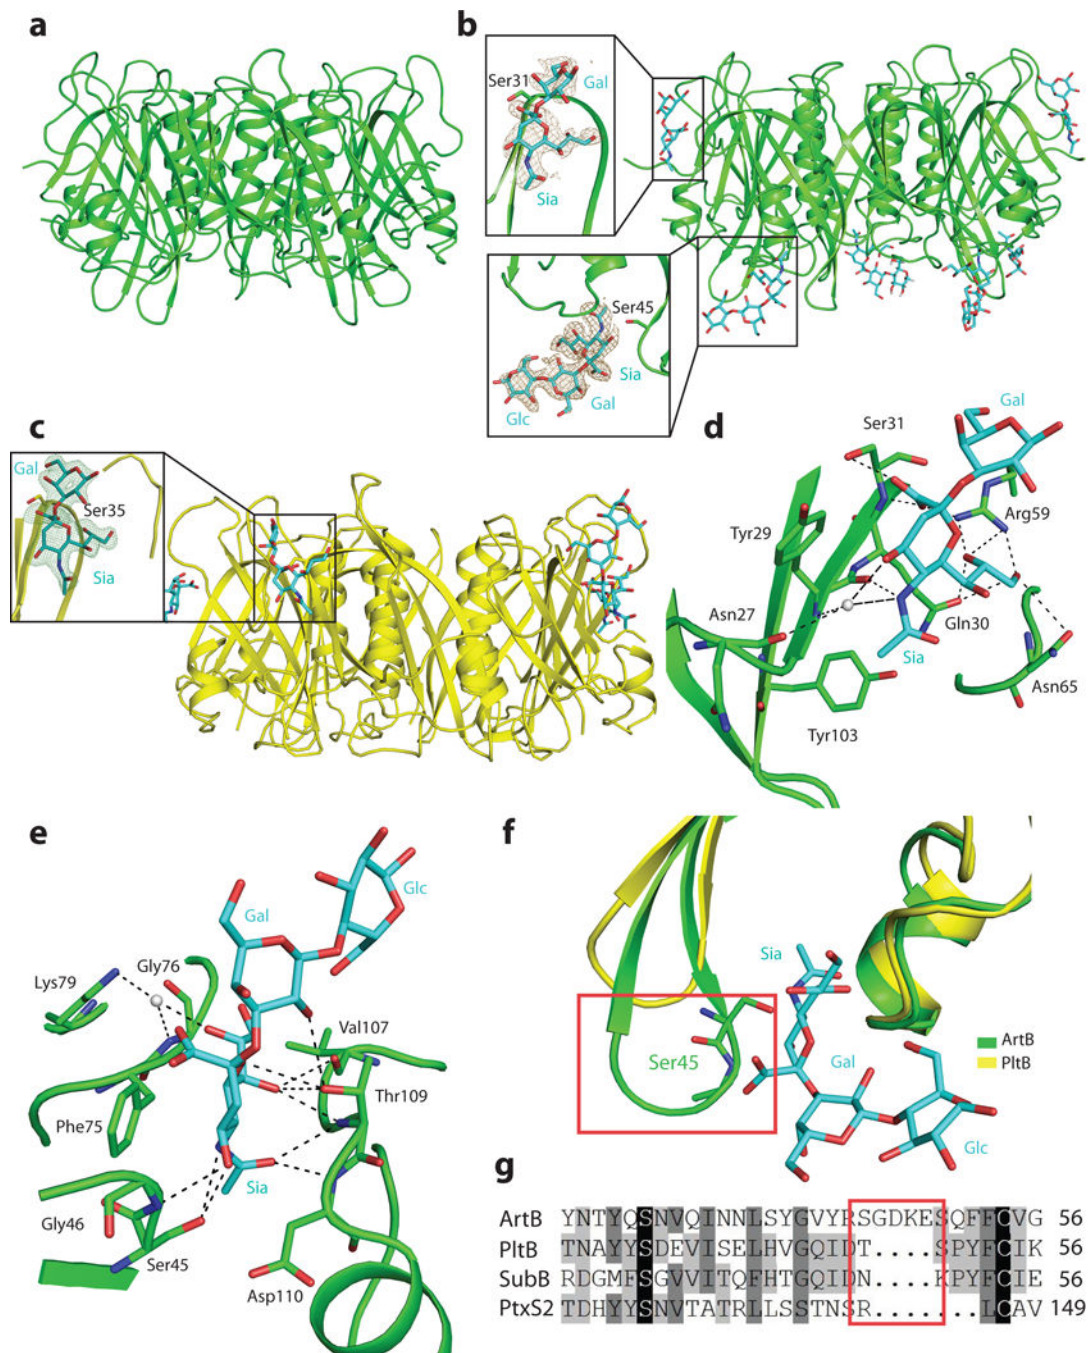 a
b
Ser31
Gal
Sia
Ser45
Sia
Glc
Gal
c
Gal
Ser35
Sia
d
Gal
Ser31
Arg59
Tyr29
Asn27
Gln30
Sia
Asn65
Tyr103
e
Glc
Gal
Gly76
Lys79
Val107
Thr109
Phe75
Sia
Gly46
Ser45
Asp110
f
Sia
Ser45
Gal
ArtB
PltB
Glc
g
ArtB YNTYQSNVQINNLSYGVYRSGDKESQFFCVG 56
PltB TNAYYSDEVISELHVGQIDT....SPYFCIK 56
SubB RDGMFSGVVITQFHTGQIDN....KPYFCIE 56
PtxS2 TDHYYSNVTATRLLSSTNSR.......LCAV 149